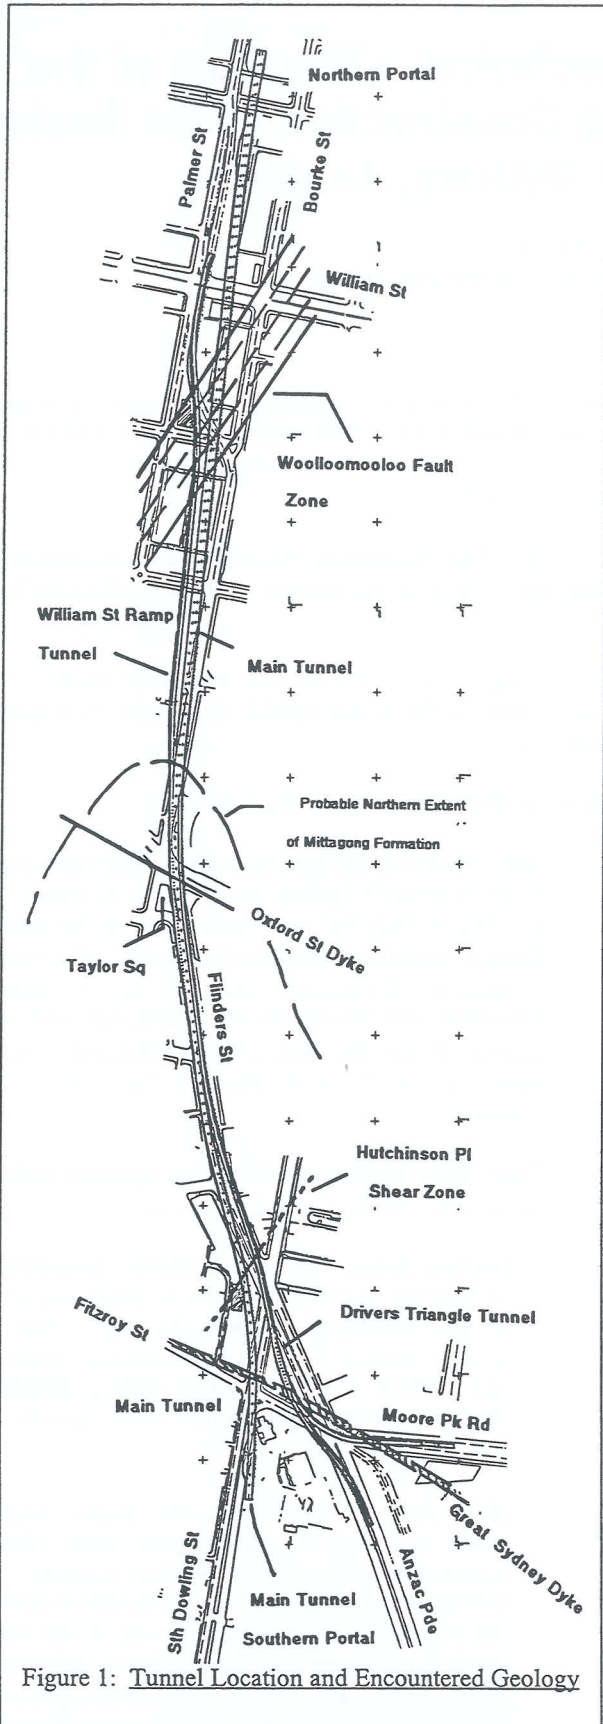 Northern Portal
Palmer St
Bourke St
William St
Woolloomooloo Fault
Zone
William St Ramp
Tunnel
Main Tunnel
Probable Northern Extent
of Mittagong Formation
Oxford St Dyke
Taylor Sq
Flinders St
Hutchinson Pl
Shear Zone
Drivers Triangle Tunnel
Fitzroy St
Main Tunnel
Moore Pk Rd
Great Sydney Dyke
Anzac Pde
Sth Dowling St
Main Tunnel
Southern Portal
Figure 1: Tunnel Location and Encountered Geology